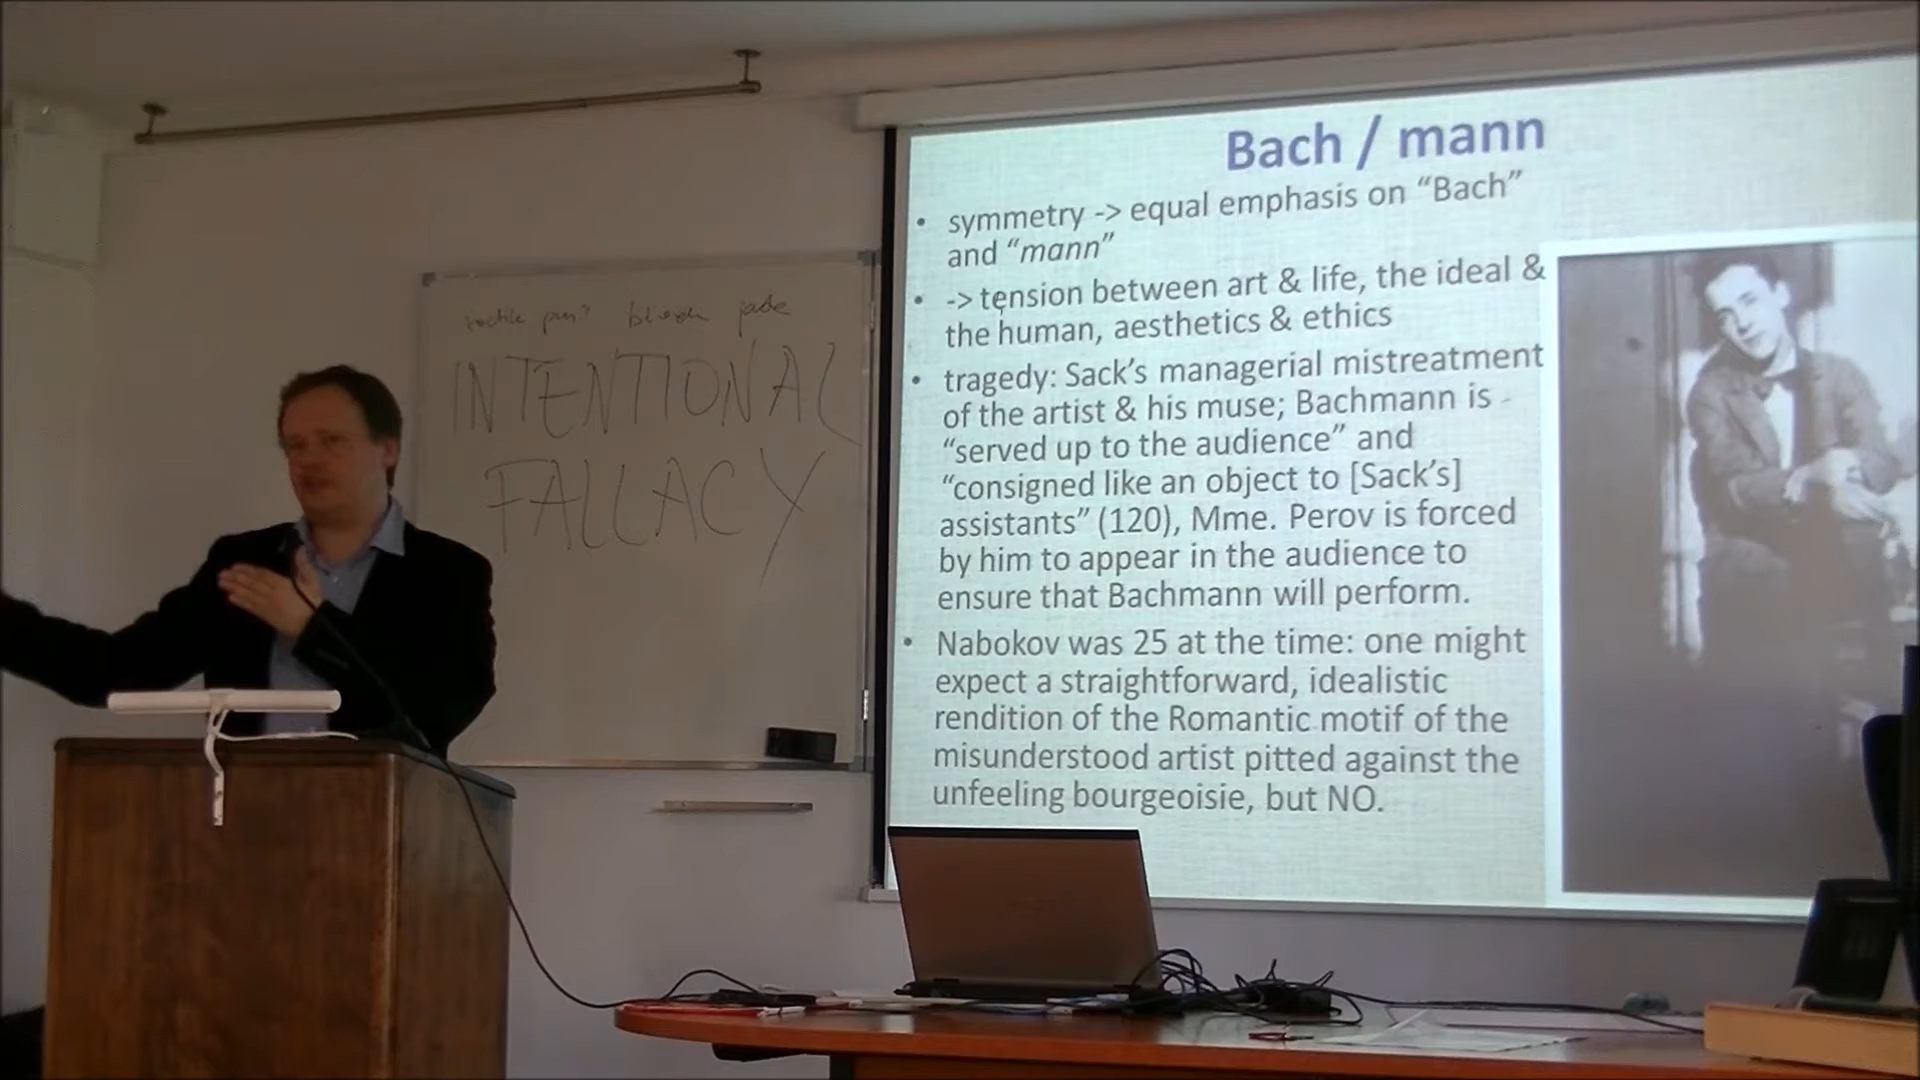 jade
INTENTIONAL
FALLACY
Bach / mann
• symmetry -> equal emphasis on “Bach”
and “mann”
• -> tension between art & life, the ideal &
the human, aesthetics & ethics
• tragedy: Sack’s managerial mistreatment
of the artist & his muse; Bachmann is
“served up to the audience” and
“consigned like an object to [Sack’s]
assistants” (120), Mme. Perov is forced
by him to appear in the audience to
ensure that Bachmann will perform.
• Nabokov was 25 at the time: one might
expect a straightforward, idealistic
rendition of the Romantic motif of the
misunderstood artist pitted against the
unfeeling bourgeoisie, but NO.